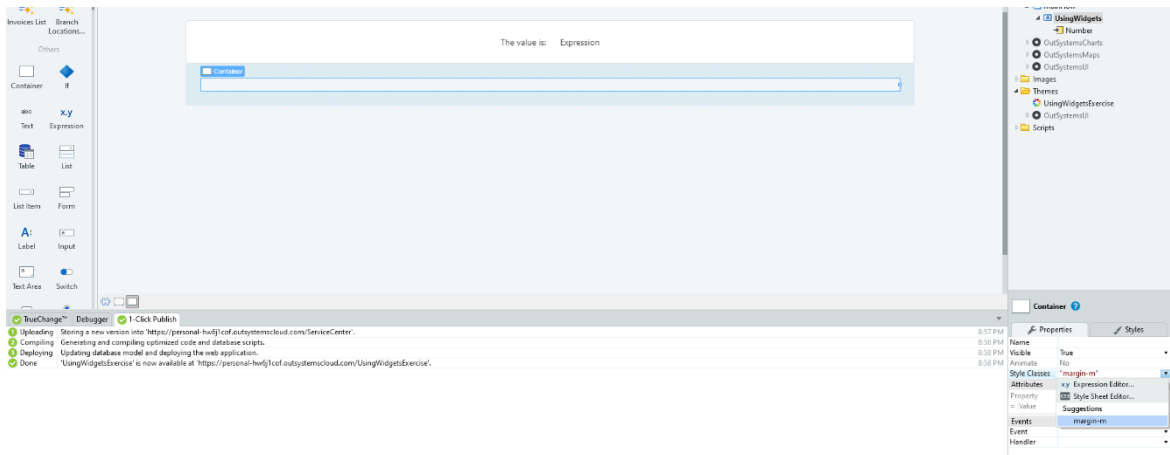 Invoices List
Branch
Locations...
Others
Container
If
abc
x.y
Text
Expression
Table
List
List Item
Form
A:
Label
Input
Text Area
Switch
The value is: Expression
Container
UsingWidgets
Number
OutSystemsCharts
OutSystemsMaps
OutSystemsUI
Images
Themes
UsingWidgetsExercise
OutSystemsUI
Scripts
TrueChange™ Debugger 1-Click Publish
1 Uploading Storing a new version into 'https://personal-hw6j1cof.outsystemscloud.com/ServiceCenter'. 8:57 PM
2 Compiling Generating and compiling optimized code and database scripts. 8:58 PM
3 Deploying Updating database model and deploying the web application. 8:58 PM
Done 'UsingWidgetsExercise' is now available at 'https://personal-hw6j1cof.outsystemscloud.com/UsingWidgetsExercise'. 8:58 PM
Container ?
Properties Styles
Name
Visible True
Animate No
Style Classes "margin-m"
Attributes x.y Expression Editor...
Property CSS Style Sheet Editor...
= Value Suggestions
Events margin-m
Event
Handler